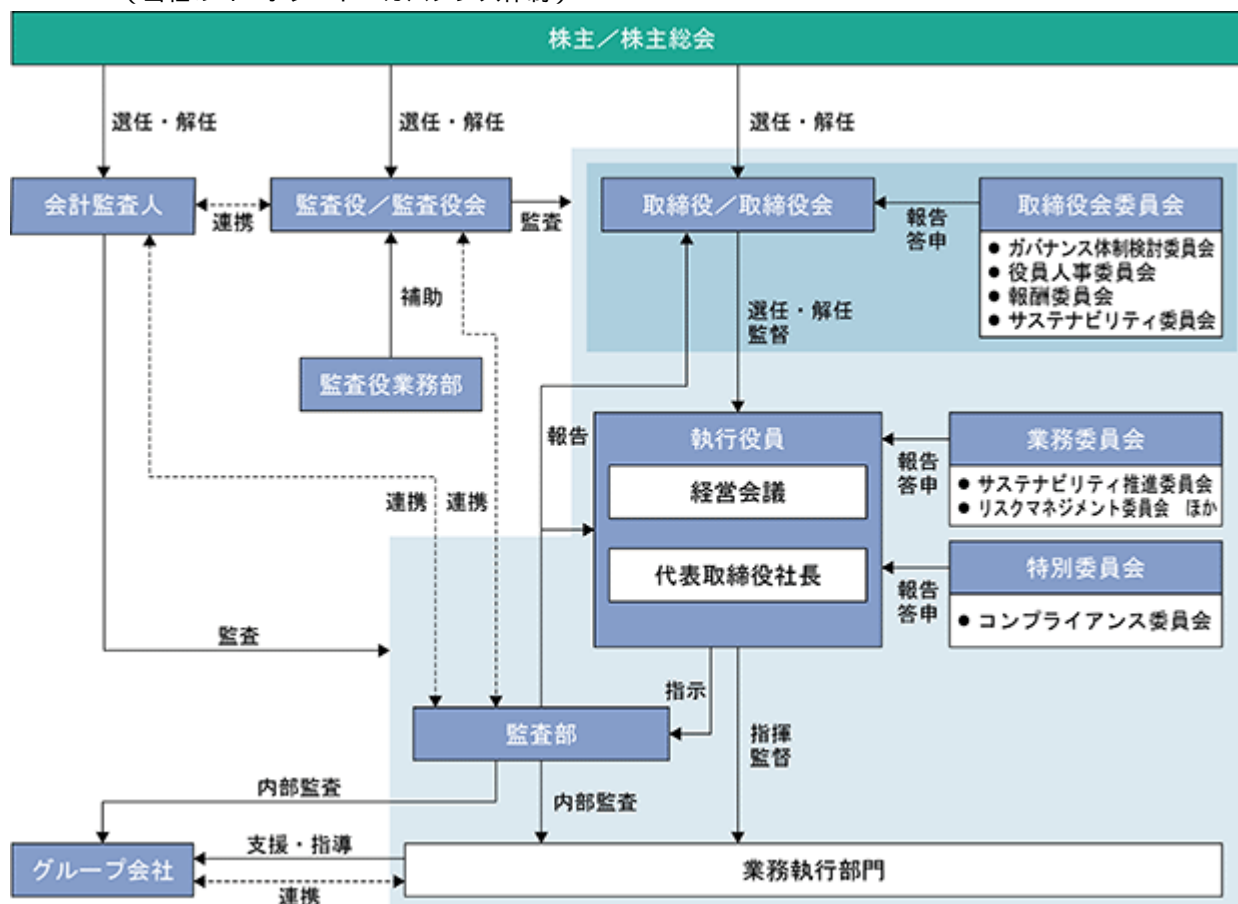 株主/株主総会
選任・解任
選任・解任
選任・解任
会計監査人
連携
監査役/監査役会
監査
取締役/取締役会
報告
答申
取締役会委員会
● ガバナンス体制検討委員会
● 役員人事委員会
● 報酬委員会
● サステナビリティ委員会
補助
選任・解任
監督
監査役業務部
報告
執行役員
経営会議
代表取締役社長
報告
答申
業務委員会
● サステナビリティ推進委員会
● リスクマネジメント委員会 ほか
連携
連携
報告
答申
特別委員会
● コンプライアンス委員会
監査
指示
監査部
指揮
監督
内部監査
内部監査
支援・指導
グループ会社
連携
業務執行部門